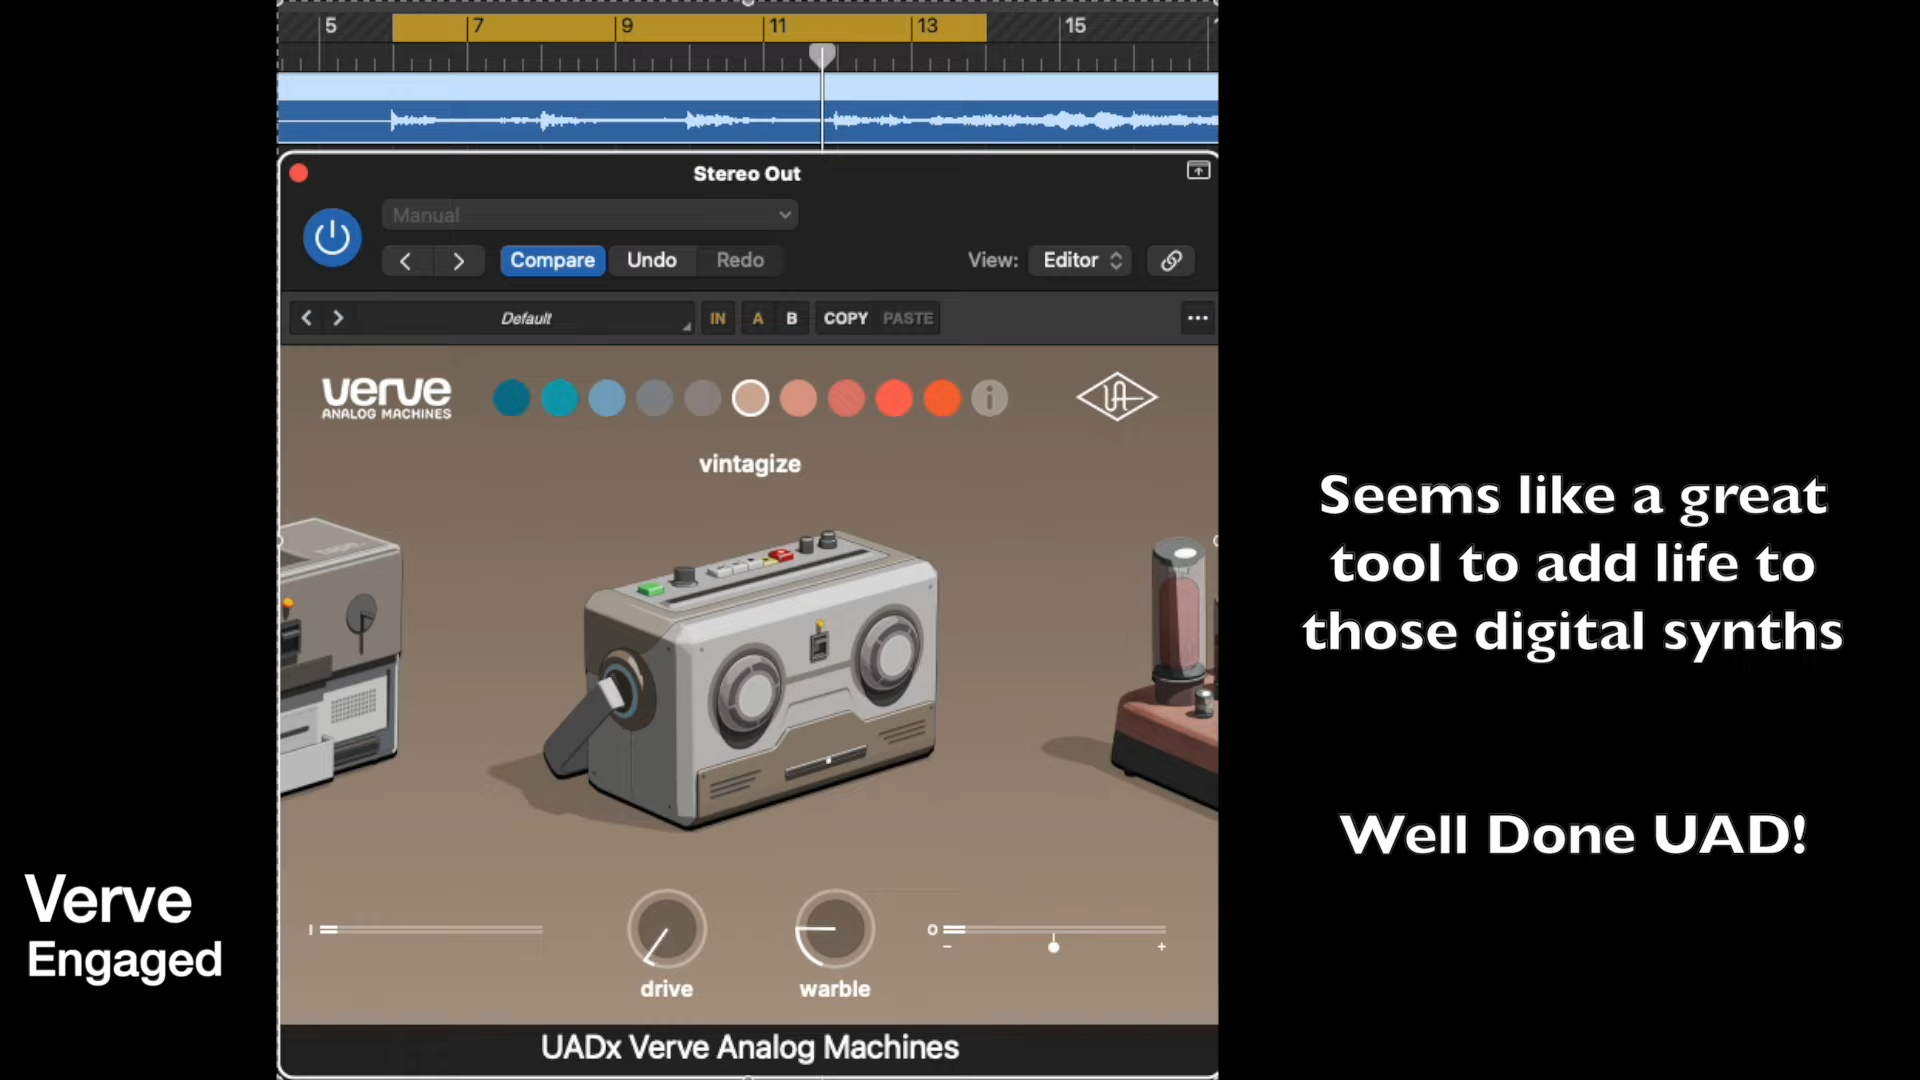 5 7 9 11 13 15
Stereo Out
Manual
Compare Undo Redo View: Editor
Default IN A B COPY PASTE
verve
ANALOG MACHINES
vintagize
Seems like a great
tool to add life to
those digital synths
Well Done UAD!
Verve
Engaged
I O
- +
drive warble
UADx Verve Analog Machines